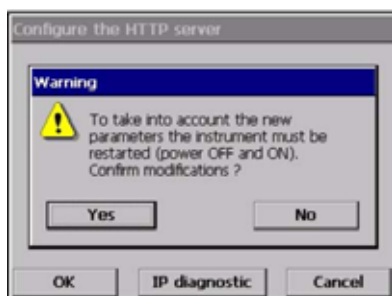 Configure the HTTP server
Warning
To take into account the new
parameters the instrument must be
restarted (power OFF and ON).
Confirm modifications ?
Yes
No
OK
IP diagnostic
Cancel